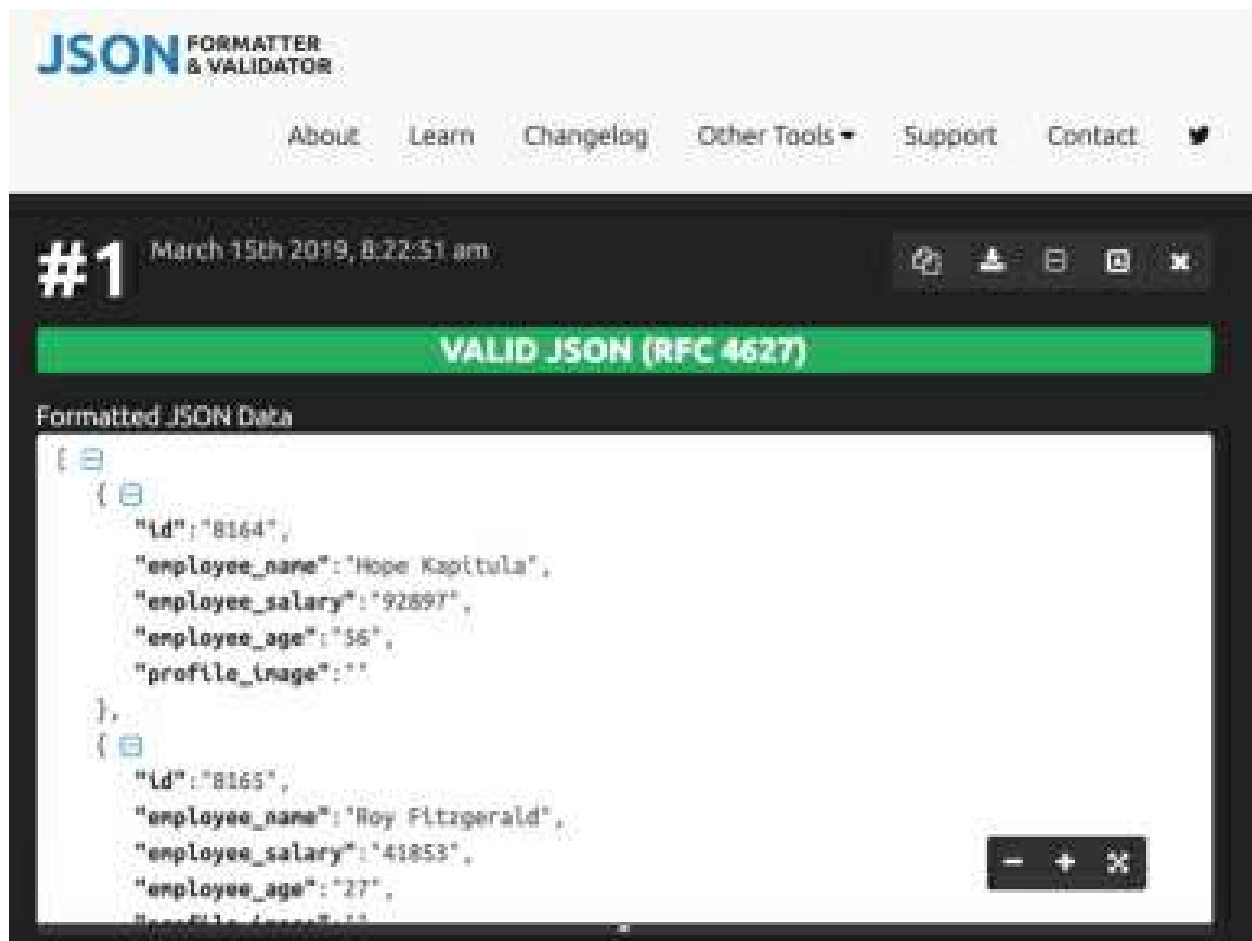 JSON FORMATTER
& VALIDATOR
About Learn Changelog Other Tools Support Contact
#1 March 15th 2019, 8:22:51 am
VALID JSON (RFC 4627)
Formatted JSON Data
[
{
"id":"8164",
"employee_name":"Hope Kapitula",
"employee_salary":"92897",
"employee_age":"56",
"profile_image":""
},
{
"id":"8165",
"employee_name":"Roy Fitzgerald",
"employee_salary":"41853",
"employee_age":"27",
"profile_image":""